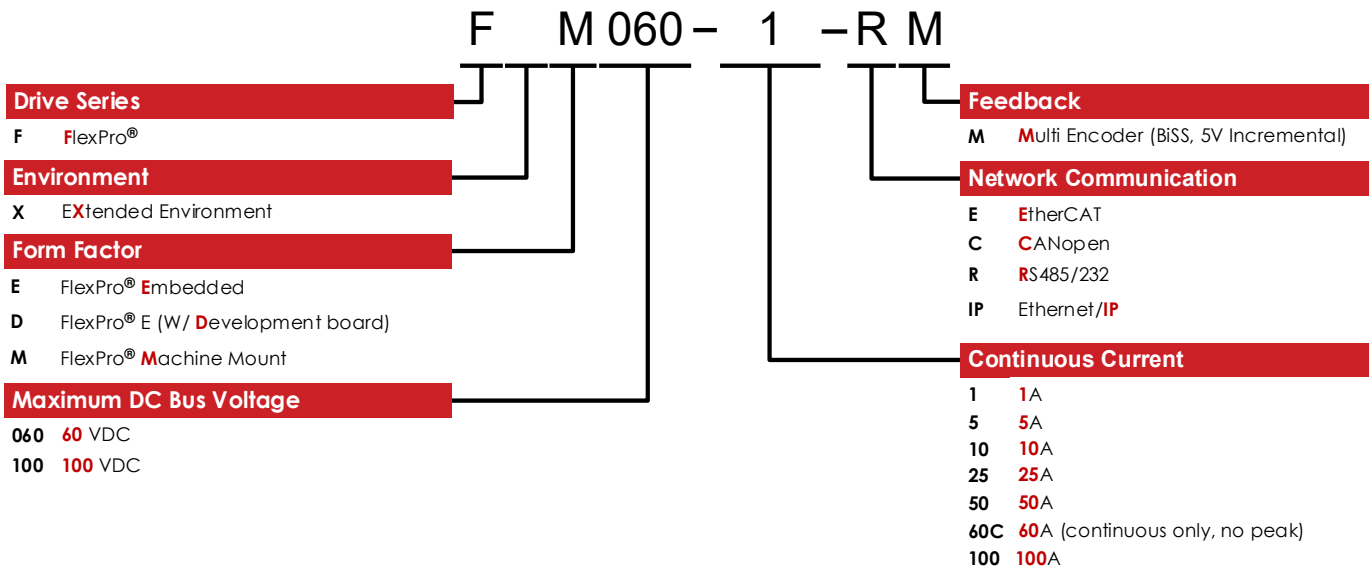 F M 060 – 1 – R M
Drive Series
F FlexPro®
Environment
X EXtended Environment
Form Factor
E FlexPro® Embedded
D FlexPro® E (W/ Development board)
M FlexPro® Machine Mount
Maximum DC Bus Voltage
060 60 VDC
100 100 VDC
Feedback
M Multi Encoder (BiSS, 5V Incremental)
Network Communication
E EtherCAT
C CANopen
R RS485/232
IP Ethernet/IP
Continuous Current
1 1A
5 5A
10 10A
25 25A
50 50A
60C 60A (continuous only, no peak)
100 100A